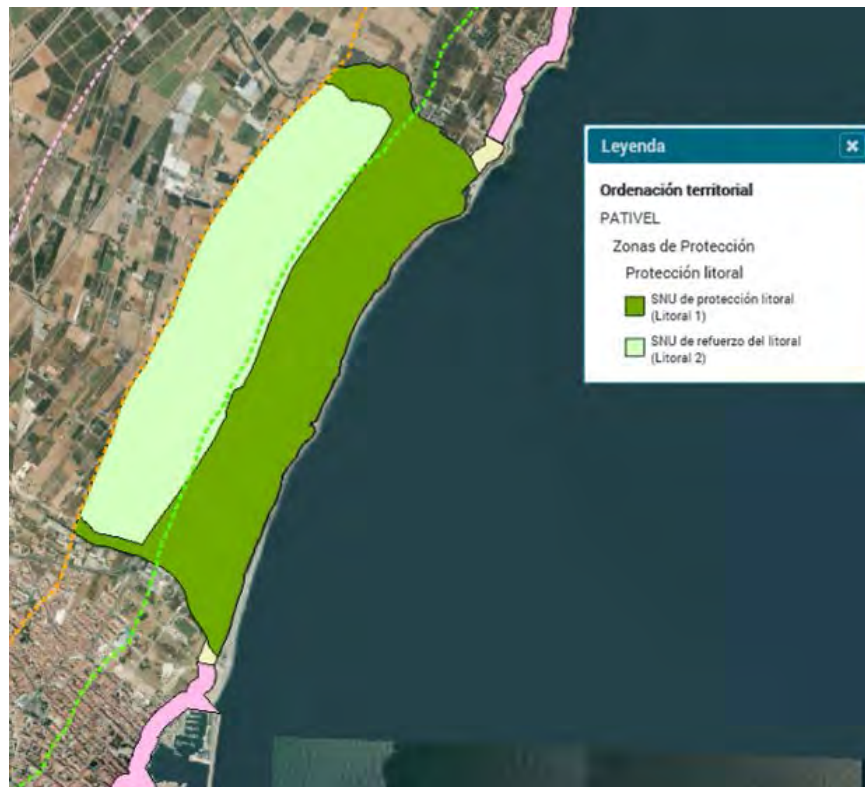 Leyenda
Ordenación territorial
PATIVEL
Zonas de Protección
Protección litoral
SNU de protección litoral
(Litoral 1)
SNU de refuerzo del litoral
(Litoral 2)